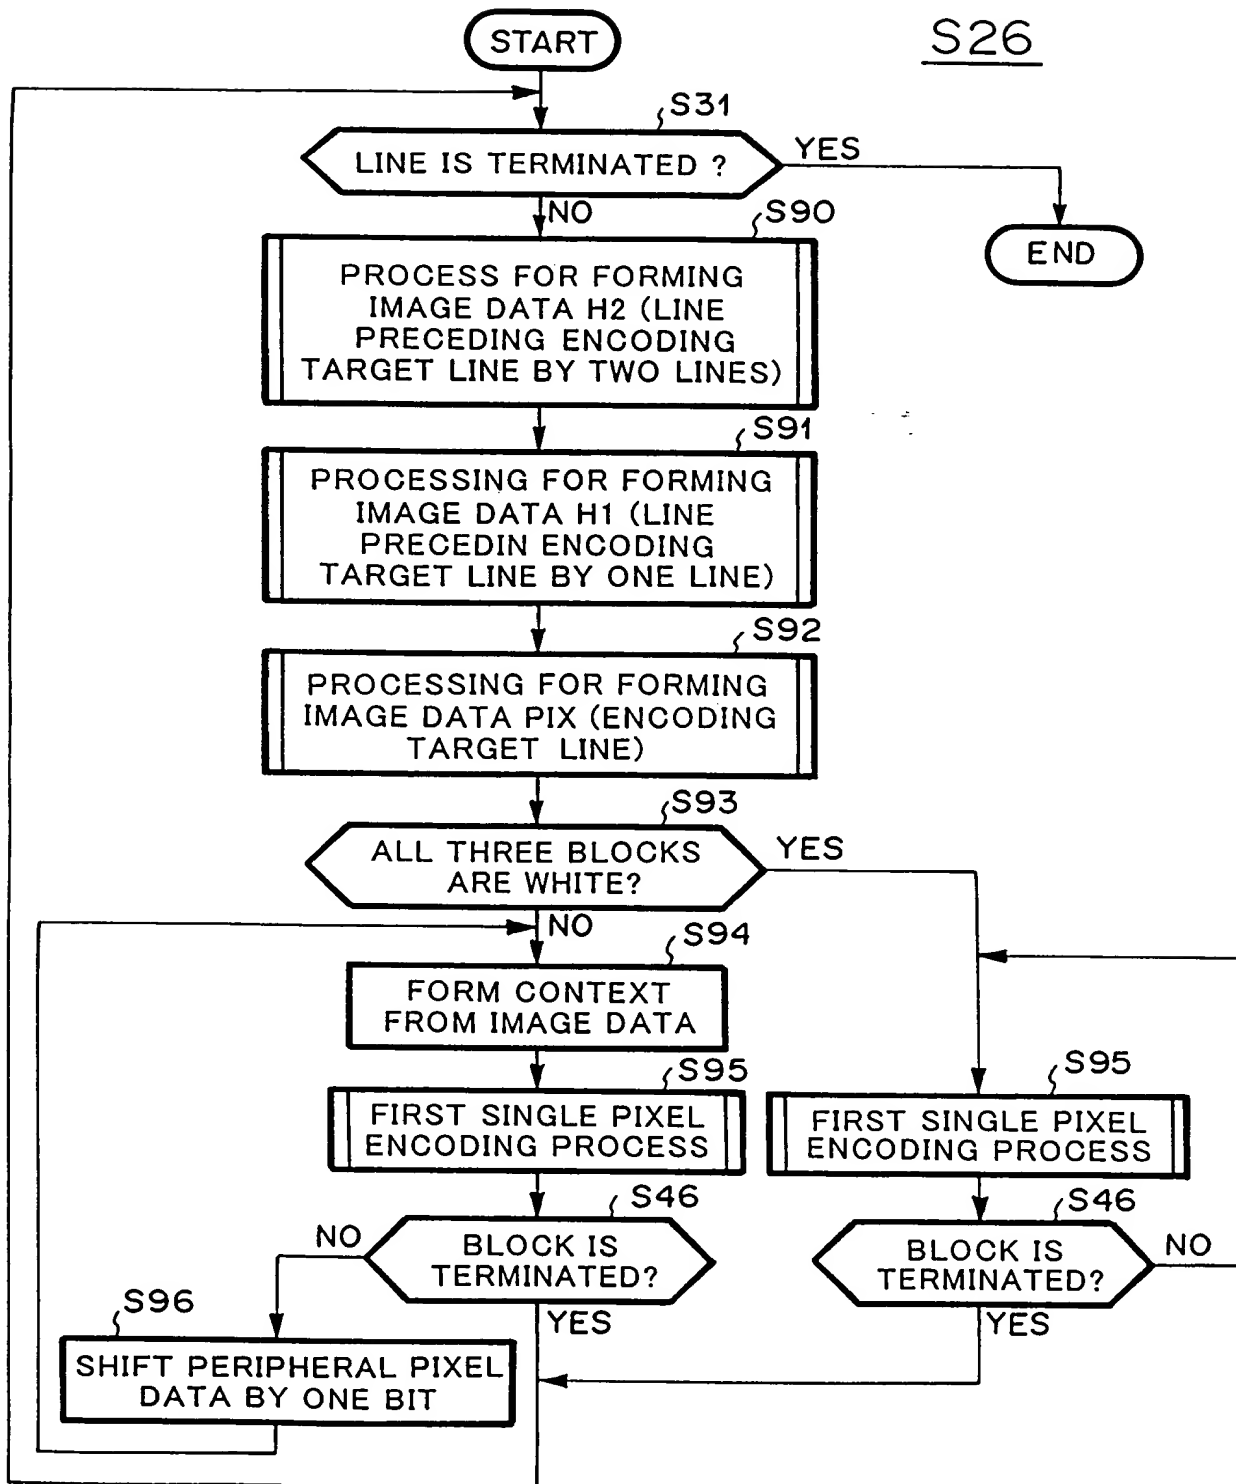 START
S26
S31
LINE IS TERMINATED ?
YES
NO
S90
END
PROCESS FOR FORMING
IMAGE DATA H2 (LINE
PRECEDING ENCODING
TARGET LINE BY TWO LINES)
S91
PROCESSING FOR FORMING
IMAGE DATA H1 (LINE
PRECEDIN ENCODING
TARGET LINE BY ONE LINE)
S92
PROCESSING FOR FORMING
IMAGE DATA PIX (ENCODING
TARGET LINE)
S93
ALL THREE BLOCKS
ARE WHITE?
YES
NO
S94
FORM CONTEXT
FROM IMAGE DATA
S95
FIRST SINGLE PIXEL
ENCODING PROCESS
S95
FIRST SINGLE PIXEL
ENCODING PROCESS
S46
BLOCK IS
TERMINATED?
NO
YES
S46
BLOCK IS
TERMINATED?
NO
YES
S96
SHIFT PERIPHERAL PIXEL
DATA BY ONE BIT